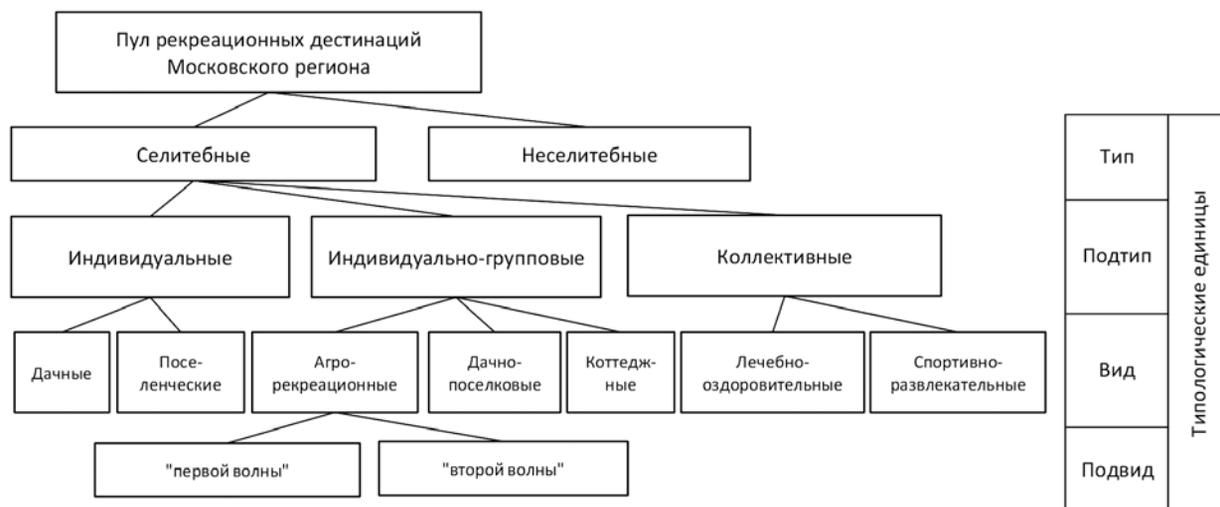 Пул рекреационных дестинаций
Московского региона
Селитебные
Неселитебные
Тип
Индивидуальные
Индивидуально-групповые
Коллективные
Подтип
Дачные
Посе-
ленческие
Агро-
рекреационные
Дачно-
поселковые
Коттедж-
ные
Лечебно-
оздоровительные
Спортивно-
развлекательные
Вид
"первой волны"
"второй волны"
Подвид
Типологические единицы